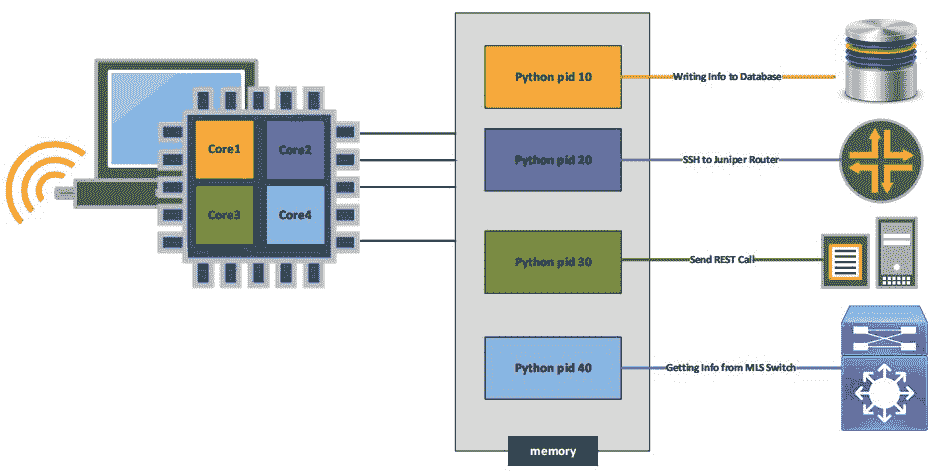 Core1
Core2
Core3
Core4
Python pid 10
Writing Info to Database
Python pid 20
SSH to Juniper Router
Python pid 30
Send REST Call
Python pid 40
Getting Info from MLS Switch
memory